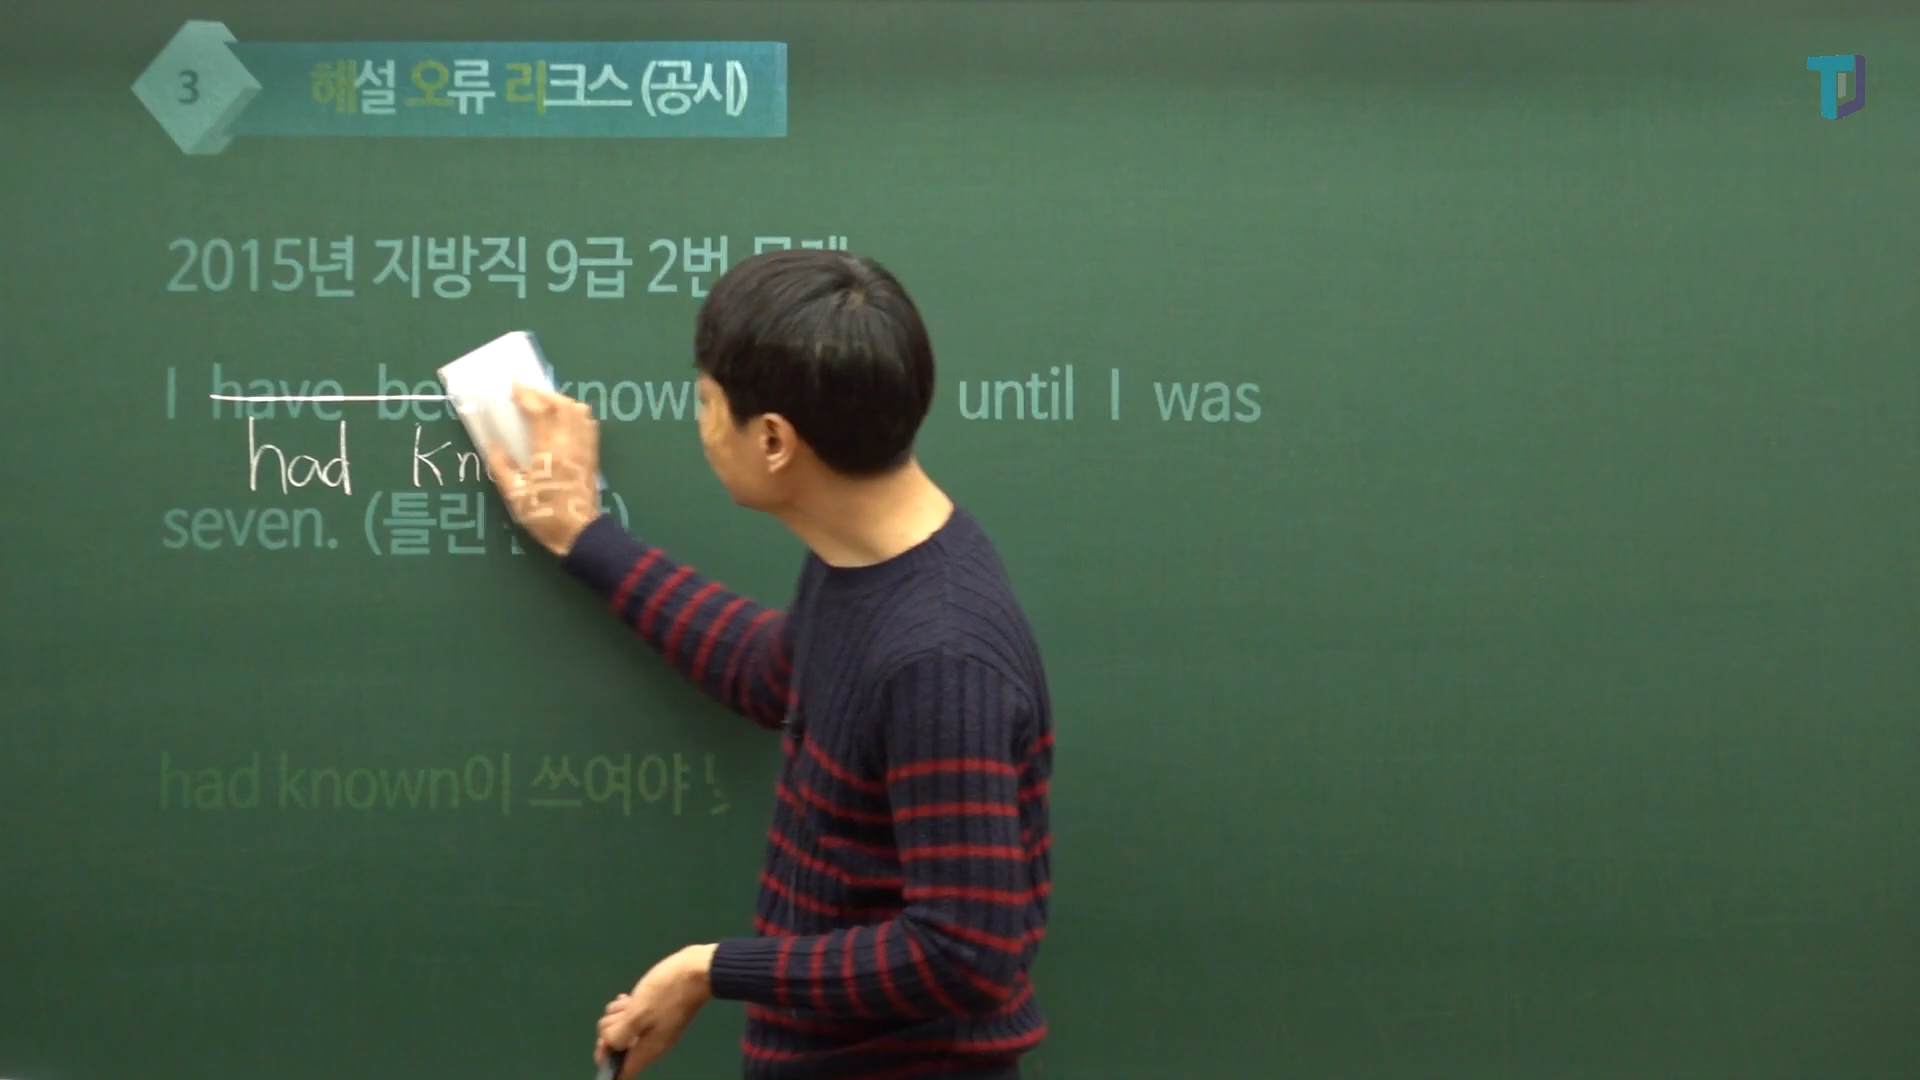 3
해설 오류 리크스 (공시)
2015년 지방직 9급 2번
I have until I was
had
seven. (틀린
had known이 쓰여야